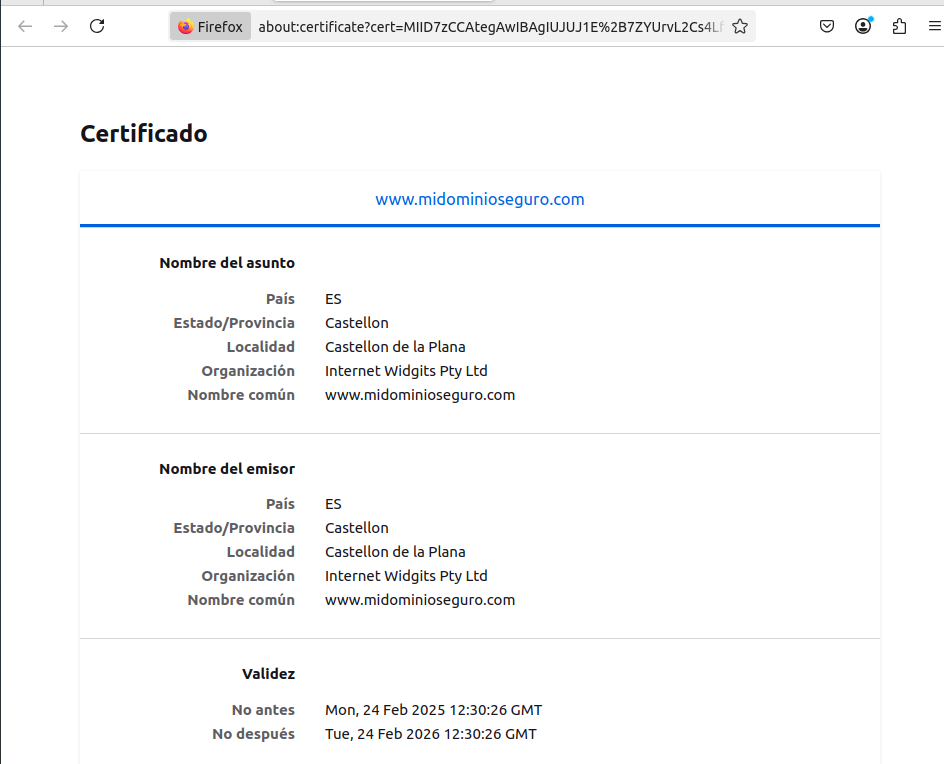 Firefox about:certificate?cert=MIID7zCCAtegAwIBAgIUJUJ1E%2B7ZYUrvL2Cs4Lf
Certificado
www.midominioseguro.com
Nombre del asunto
País ES
Estado/Provincia Castellon
Localidad Castellon de la Plana
Organización Internet Widgits Pty Ltd
Nombre común www.midominioseguro.com
Nombre del emisor
País ES
Estado/Provincia Castellon
Localidad Castellon de la Plana
Organización Internet Widgits Pty Ltd
Nombre común www.midominioseguro.com
Validez
No antes Mon, 24 Feb 2025 12:30:26 GMT
No después Tue, 24 Feb 2026 12:30:26 GMT